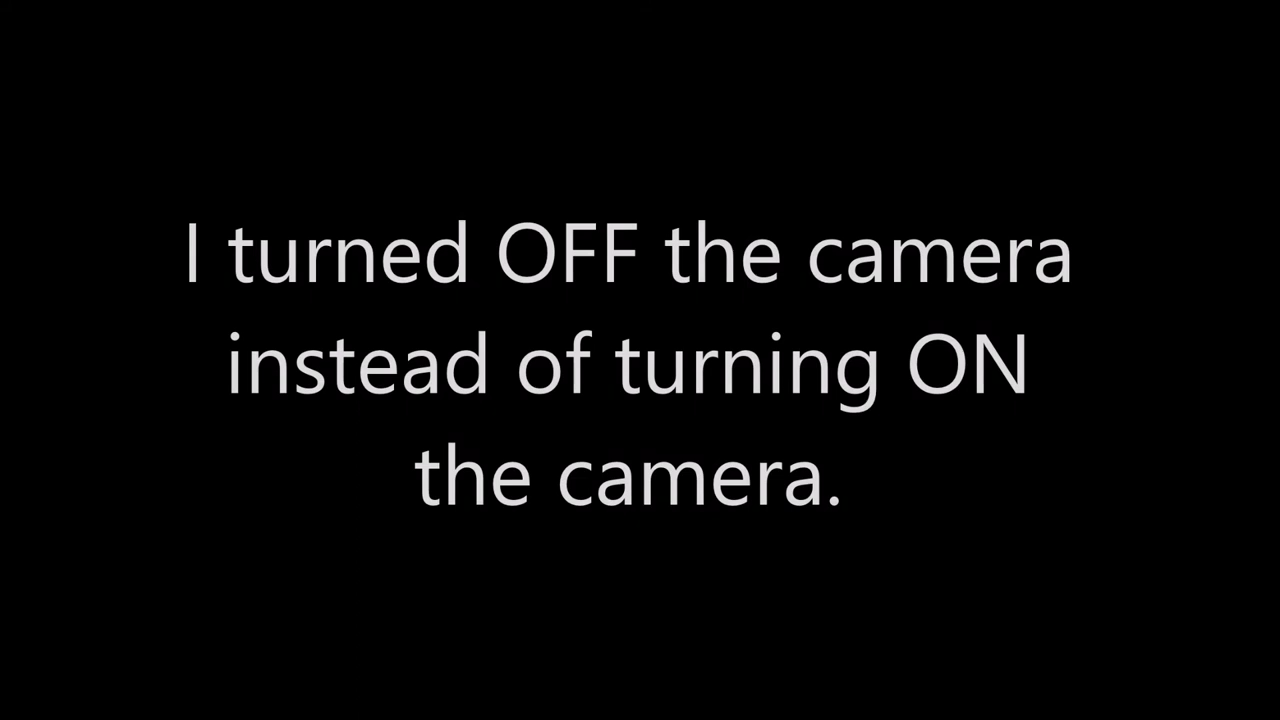 I turned OFF the camera
instead of turning ON
the camera.